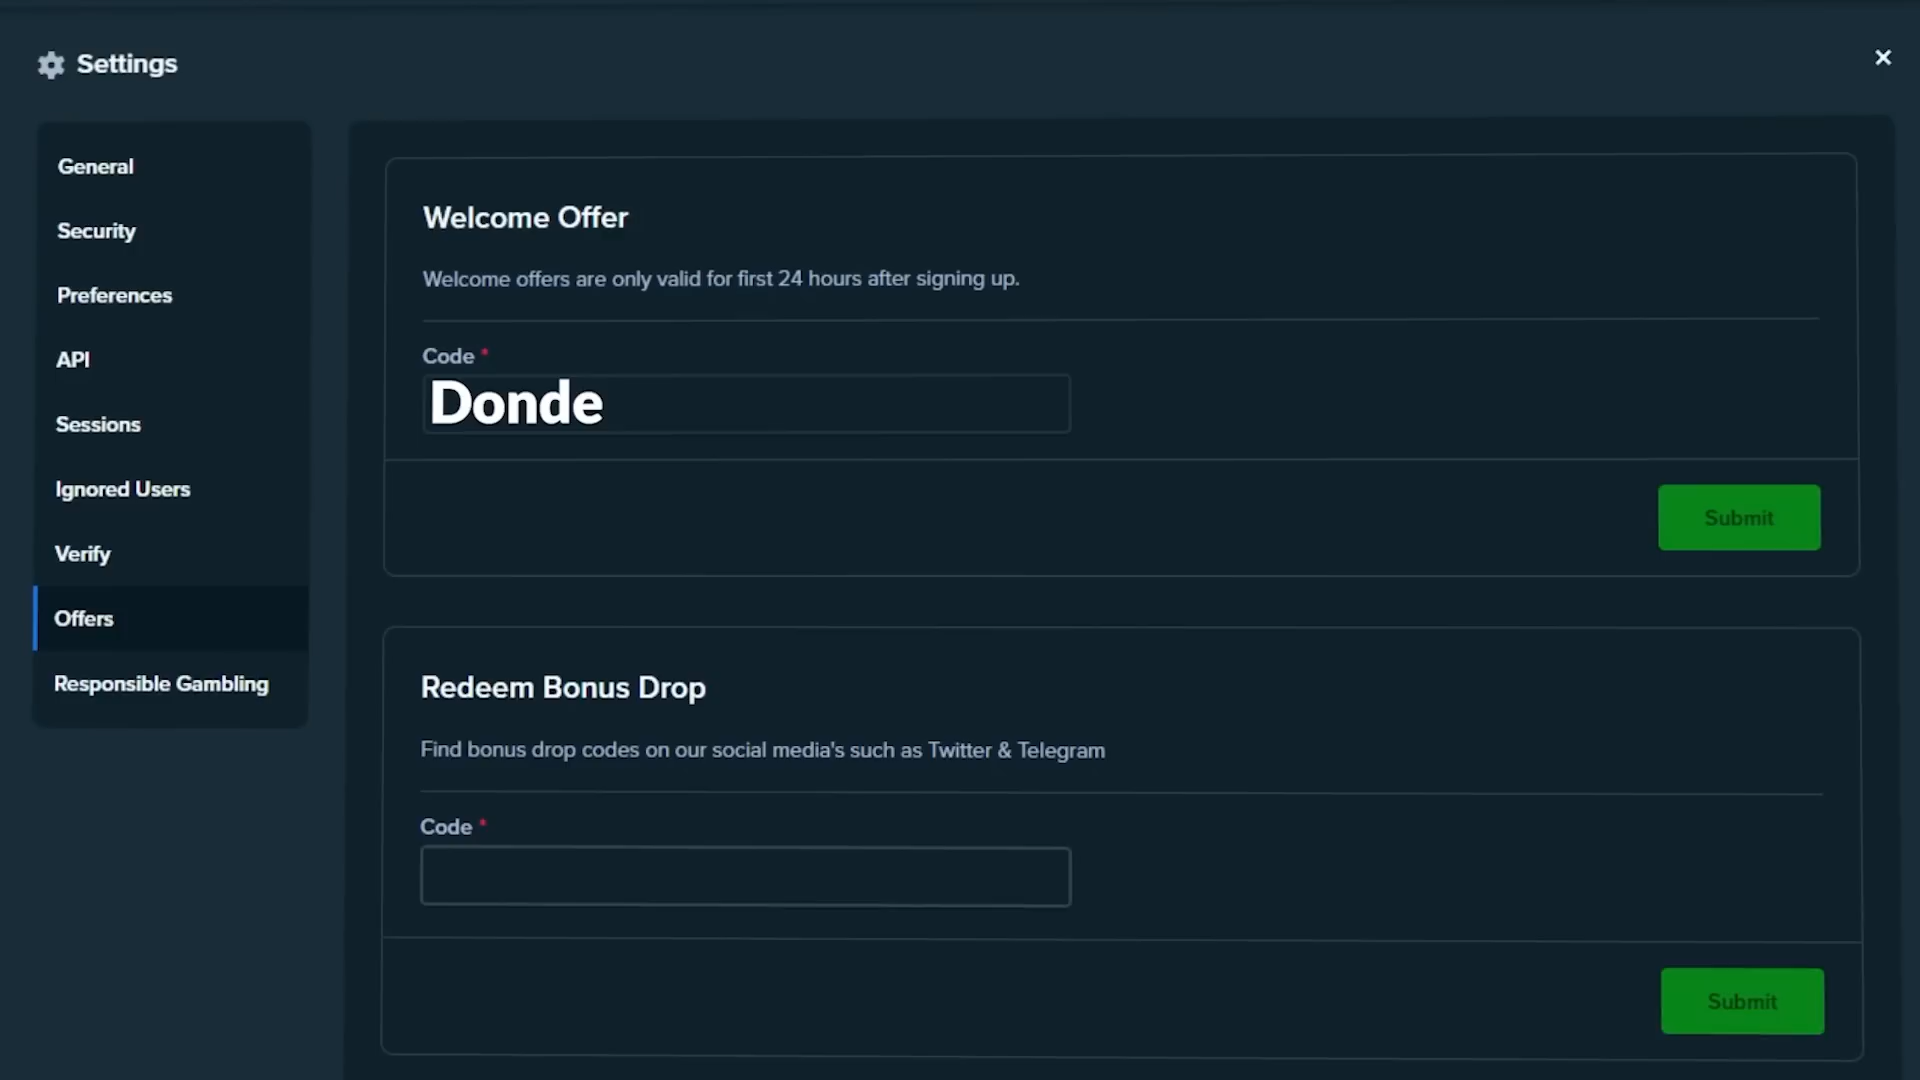 Settings
General
Security
Preferences
API
Sessions
Ignored Users
Verify
Offers
Responsible Gambling
Welcome Offer
Welcome offers are only valid for first 24 hours after signing up.
Code *
Donde
Submit
Redeem Bonus Drop
Find bonus drop codes on our social media's such as Twitter & Telegram
Code *
Submit